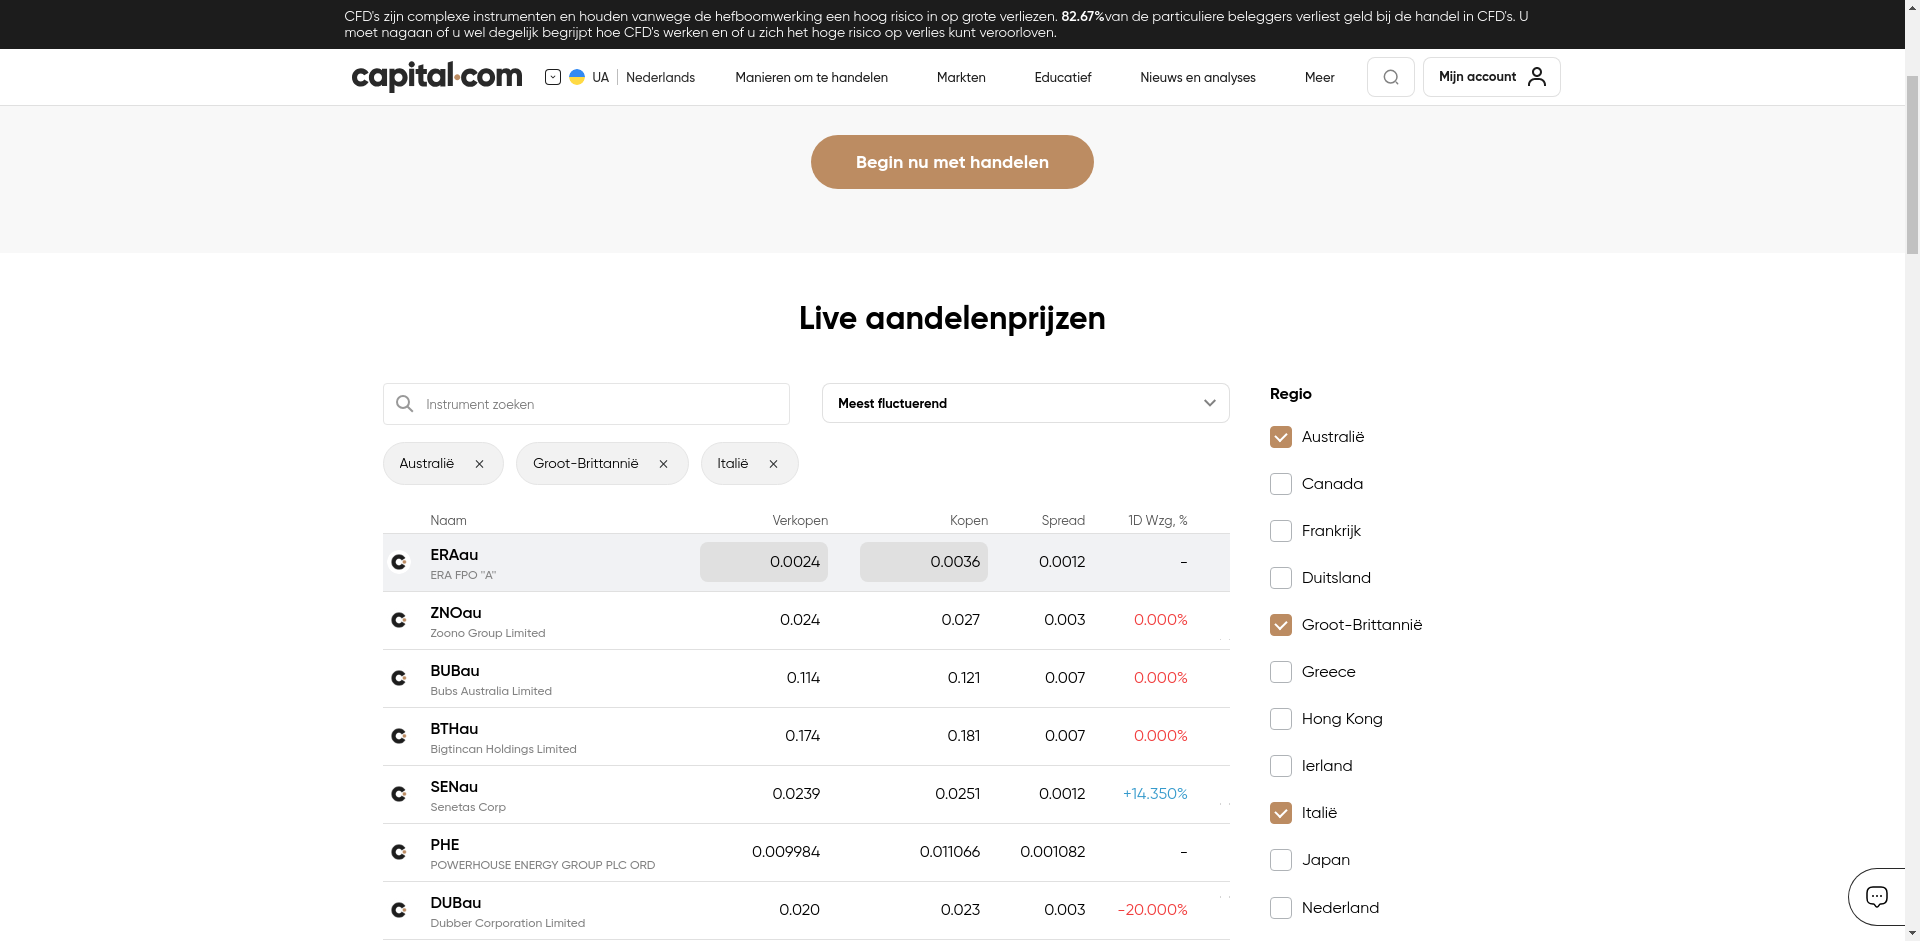 CFD's zijn complexe instrumenten en houden vanwege de hefboomwerking een hoog risico in op grote verliezen. 82.67%van de particuliere beleggers verliest geld bij de handel in CFD's. U
moet nagaan of u wel degelijk begrijpt hoe CFD's werken en of u zich het hoge risico op verlies kunt veroorloven.
capital.com UA Nederlands Manieren om te handelen Markten Educatief Nieuws en analyses Meer Mijn account
Begin nu met handelen
Live aandelenprijzen
Instrument zoeken Meest fluctuerend
Australië Groot-Brittannië Italië
Naam Verkopen Kopen Spread 1D Wzg, %
ERAau 0.0024 0.0036 0.0012 -
ERA FPO "A"
ZNOau 0.024 0.027 0.003 0.000%
Zoono Group Limited
BUBau 0.114 0.121 0.007 0.000%
Bubs Australia Limited
BTHau 0.174 0.181 0.007 0.000%
Bigtincan Holdings Limited
SENau 0.0239 0.0251 0.0012 +14.350%
Senetas Corp
PHE 0.009984 0.011066 0.001082 -
POWERHOUSE ENERGY GROUP PLC ORD
DUBau 0.020 0.023 0.003 -20.000%
Dubber Corporation Limited
Regio
Australië
Canada
Frankrijk
Duitsland
Groot-Brittannië
Greece
Hong Kong
Ierland
Italië
Japan
Nederland